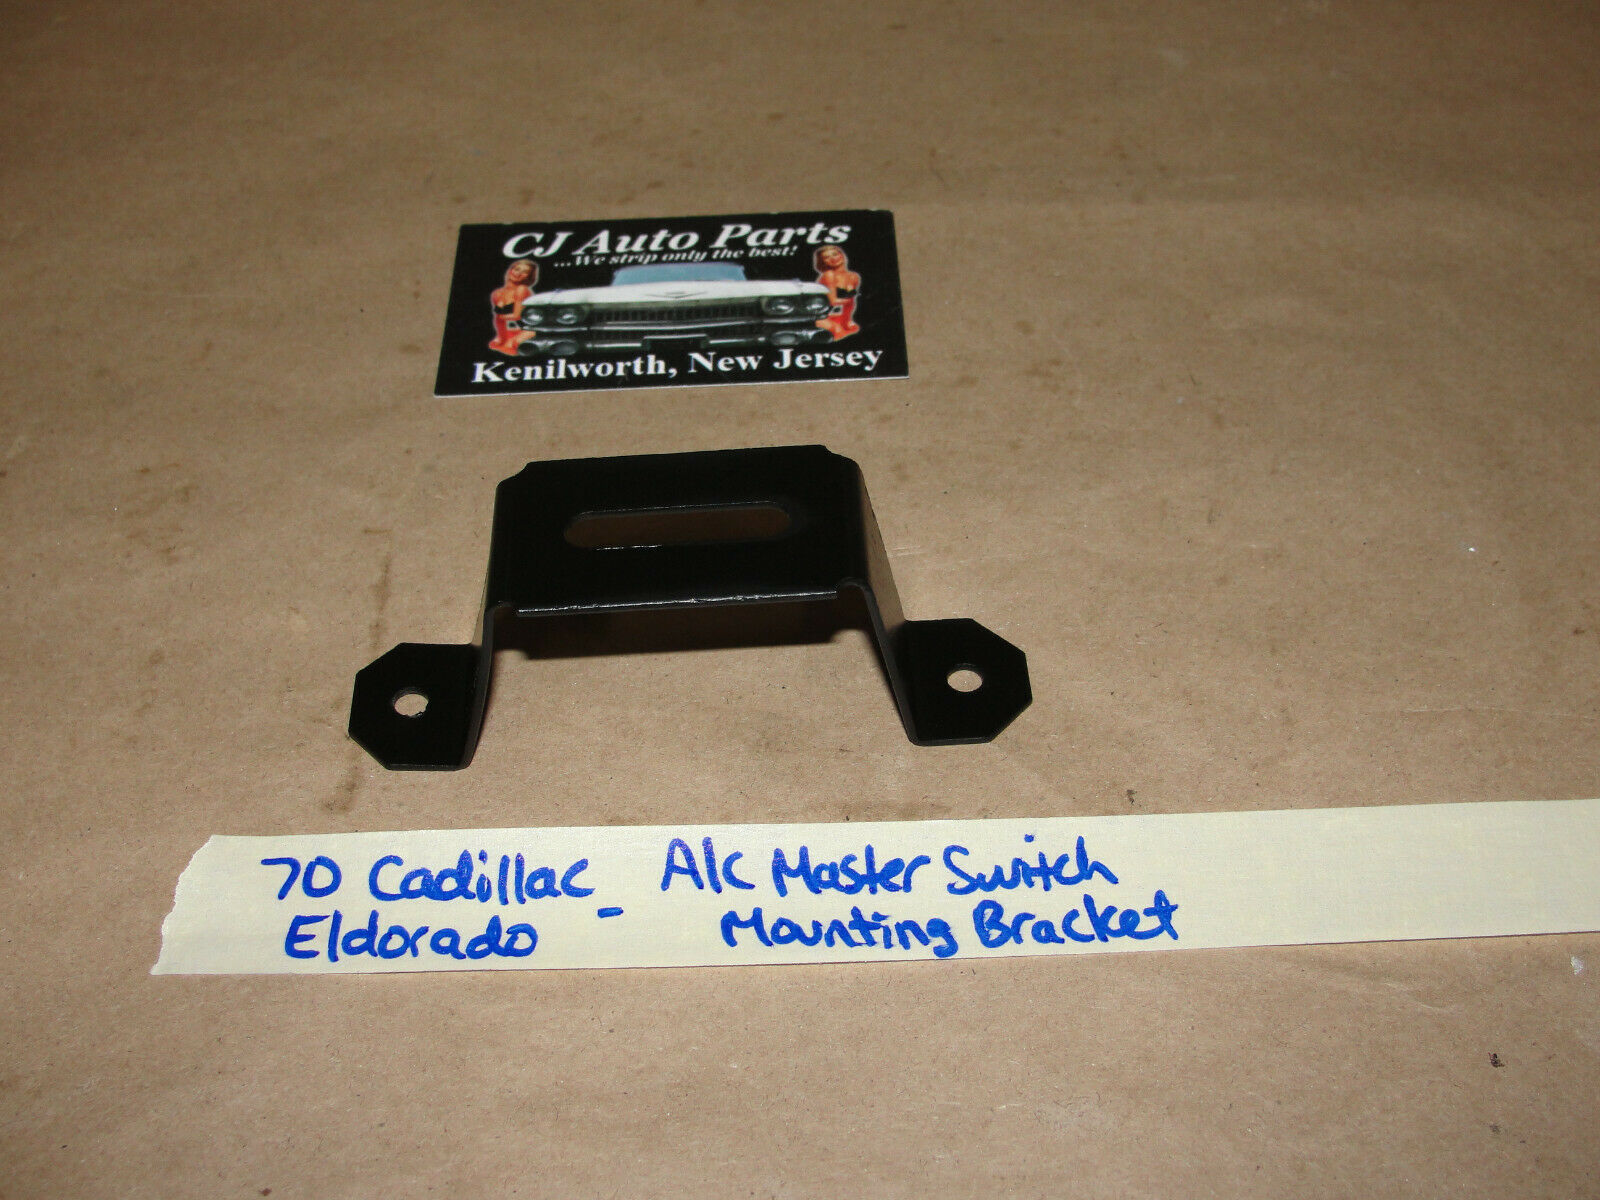 CJ Auto Parts
...We strip only the best!
Kenilworth, New Jersey
70 Cadillac - A/C Master Switch
Eldorado Mounting Bracket